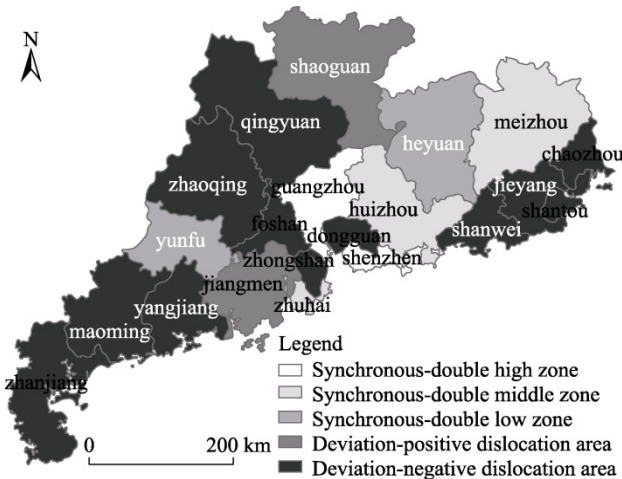 N
shaoguan
qingyuan
meizhou
heyuan
chaozhou
zhaoqing
guangzhou
jieyang
huizhou
shantou
foshan
dongguan
yunfu
shanwei
zhongshan
shenzhen
jiangmen
zhuhai
yangjiang
maoming
zhanjiang
Legend
Synchronous-double high zone
Synchronous-double middle zone
Synchronous-double low zone
Deviation-positive dislocation area
Deviation-negative dislocation area
0 200 km